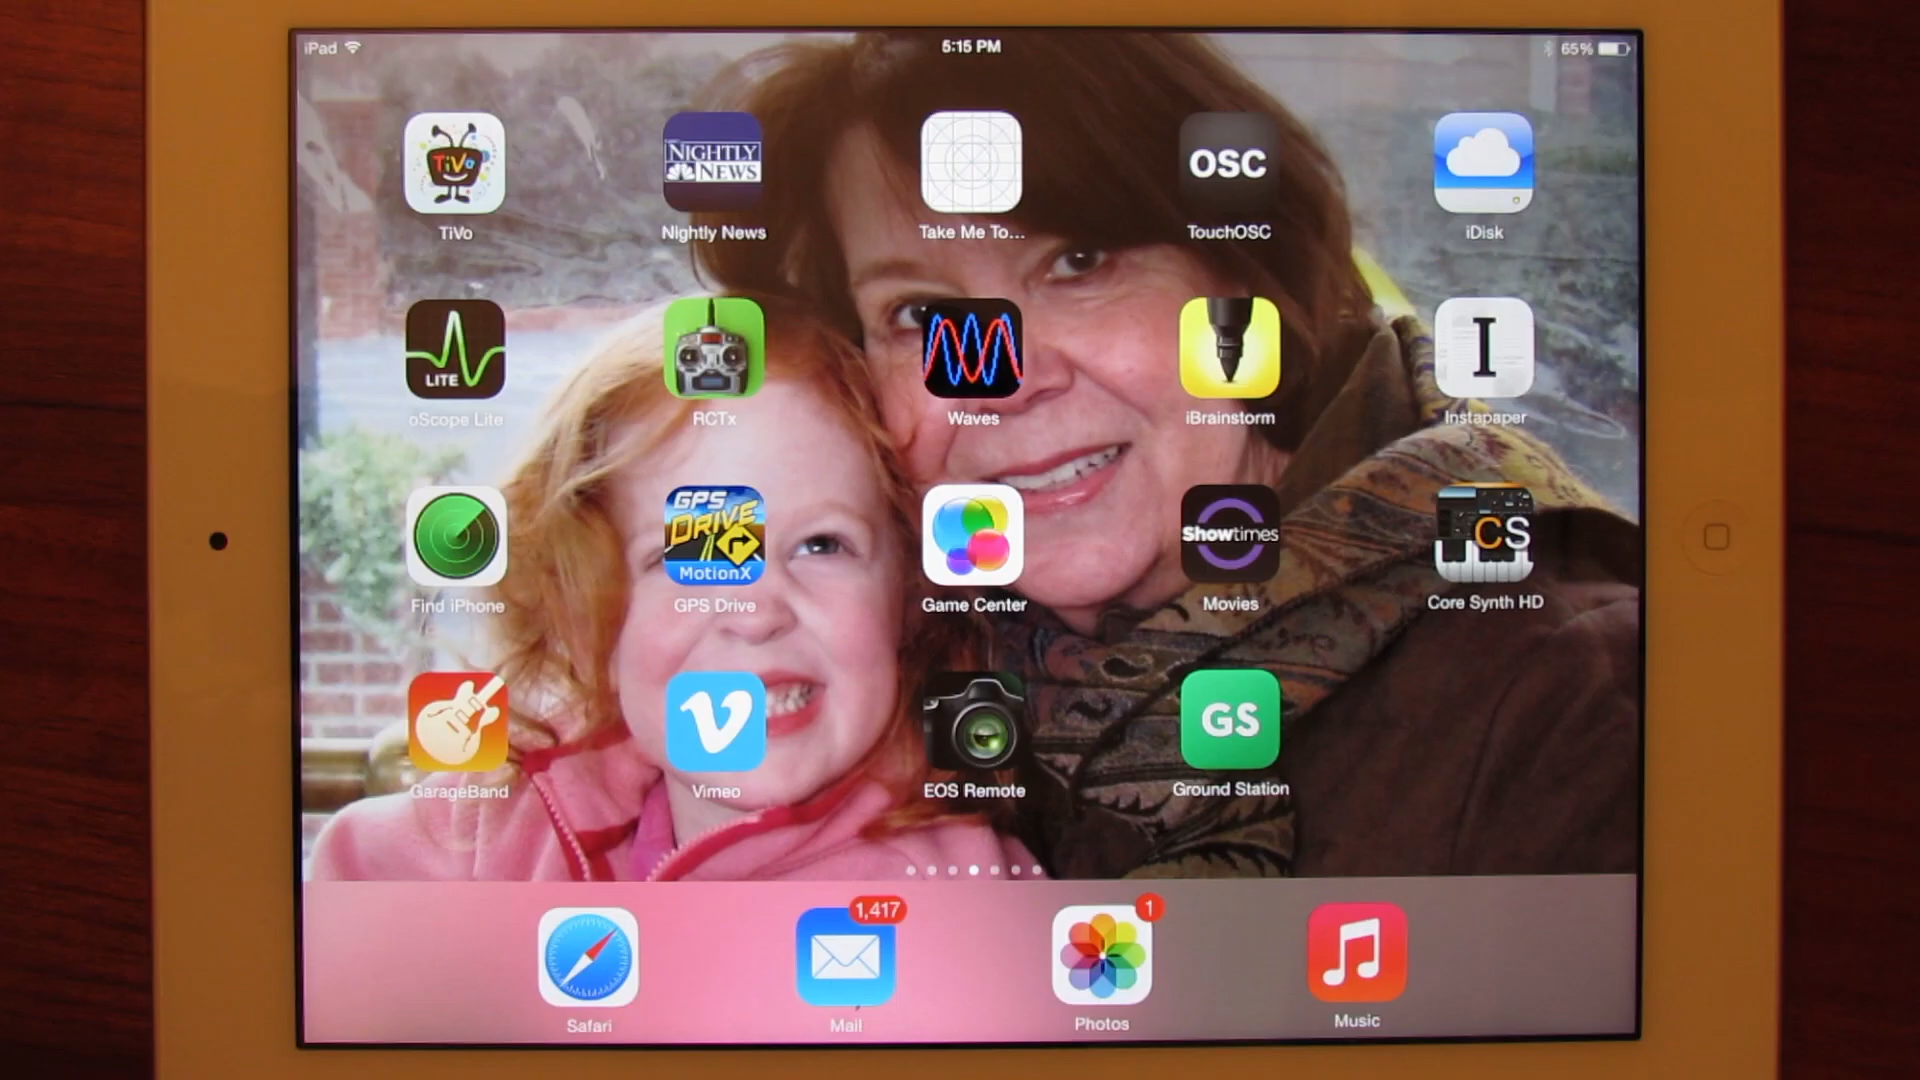 iPad
5:15 PM
65%
TiVo
NIGHTLY
NEWS
OSC
TiVo
Nightly News
Take Me To...
TouchOSC
iDisk
LITE
I
oScope Lite
RCTx
Waves
iBrainstorm
Instapaper
GPS
DRIVE
MotionX
Showtimes
CS
Find iPhone
GPS Drive
Game Center
Movies
Core Synth HD
GS
GarageBand
Vimeo
EOS Remote
Ground Station
1,417
1
Safari
Mail
Photos
Music